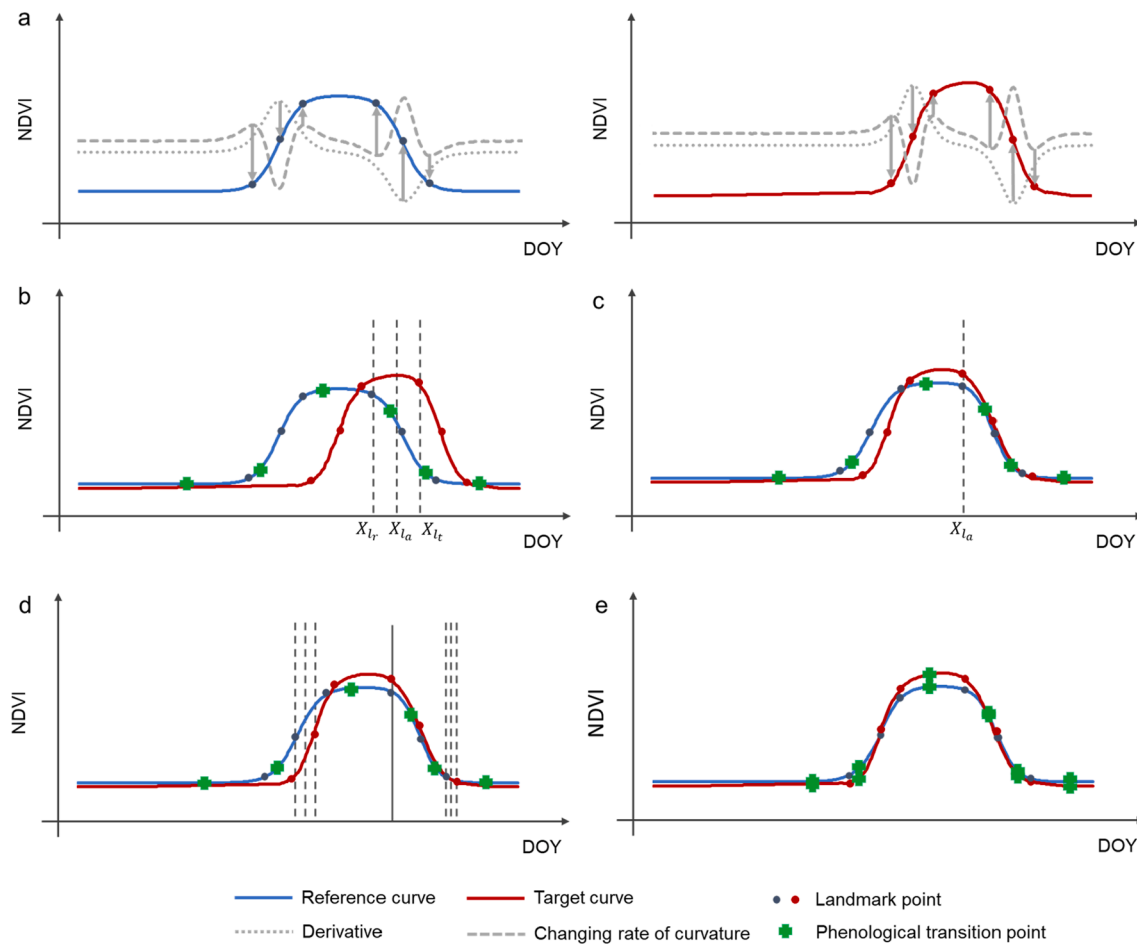 a
NDVI
DOY
NDVI
DOY
b
NDVI
X_{l_r} X_{l_a} X_{l_t}
DOY
c
NDVI
X_{l_a}
DOY
d
NDVI
DOY
e
NDVI
DOY
Reference curve
Target curve
Landmark point
Derivative
Changing rate of curvature
Phenological transition point